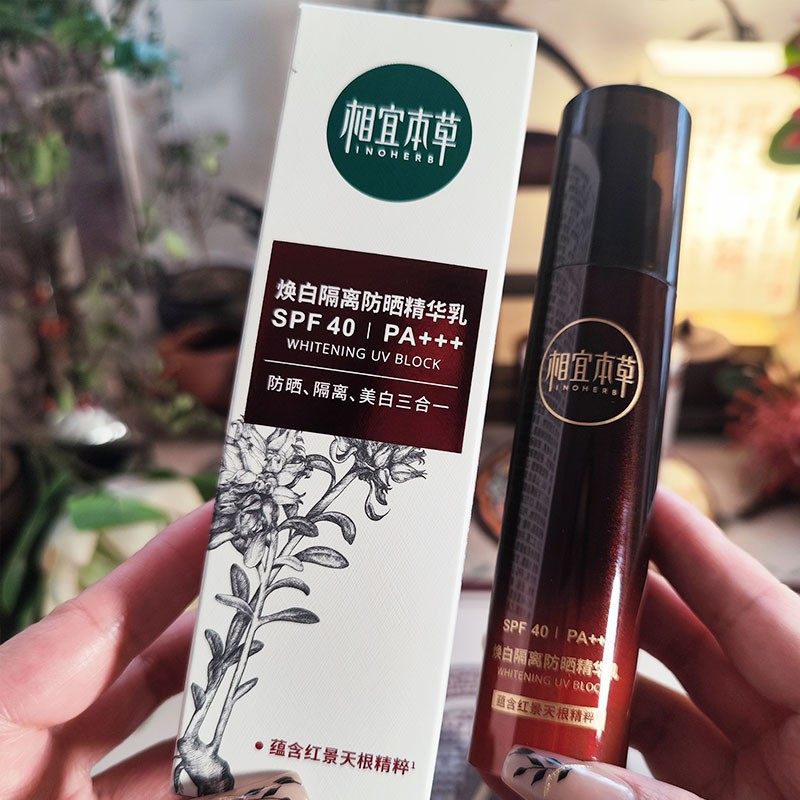 相宜本草
INOHERB
焕白隔离防晒精华乳
SPF 40 | PA+++
WHITENING UV BLOCK
防晒、隔离、美白三合一
• 蕴含红景天根精粹¹
相宜本草
INOHERB
SPF 40 | PA++
焕白隔离防晒精华乳
WHITENING UV BLOC
蕴含红景天根精粹